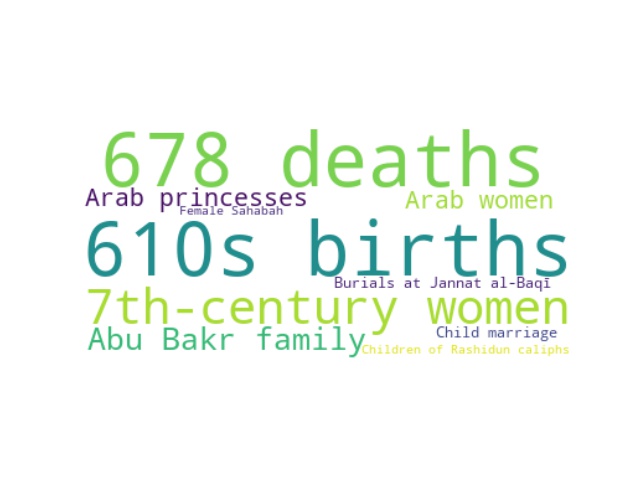 678 deaths
Arab princesses
Arab women
Female Sahabah
610s births
Burials at Jannat al-Baqī
7th-century women
Abu Bakr family
Child marriage
Children of Rashidun caliphs